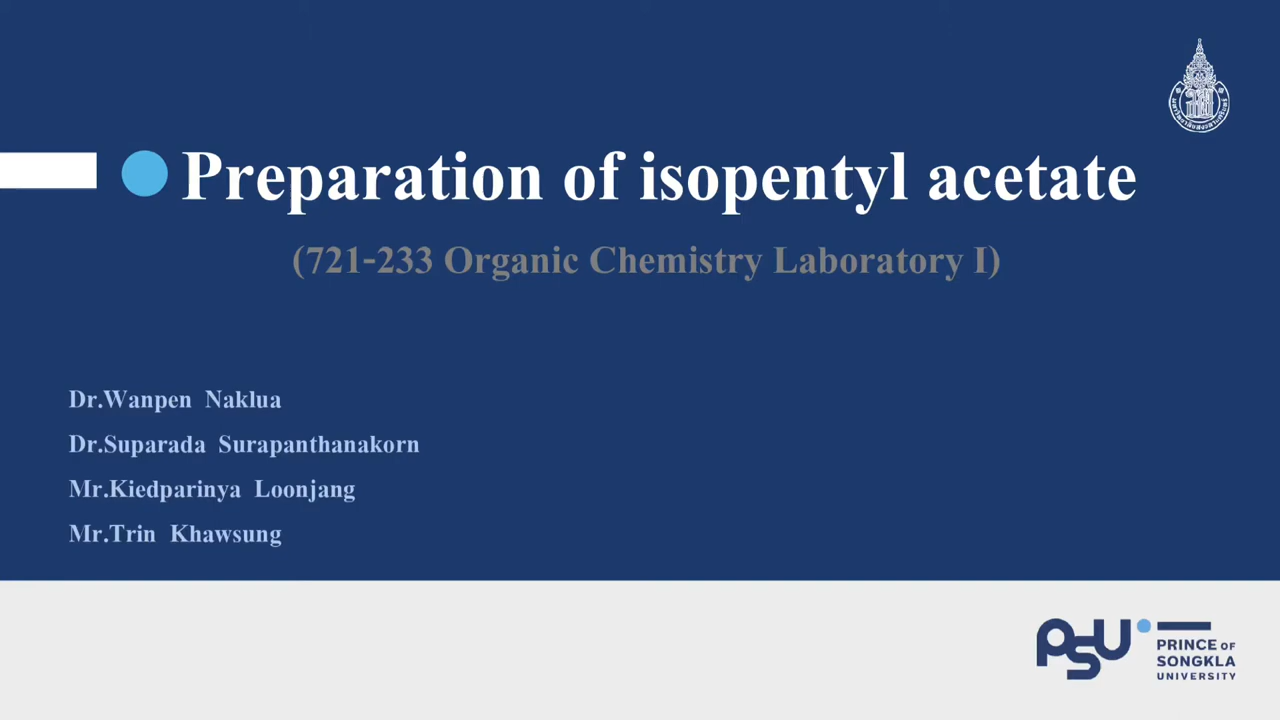 Preparation of isopentyl acetate
(721-233 Organic Chemistry Laboratory I)
Dr.Wanpen Naklua
Dr.Suparada Surapanthanakorn
Mr.Kiedparinya Loonjang
Mr.Trin Khawsung
PSU
PRINCE OF
SONGKLA
UNIVERSITY